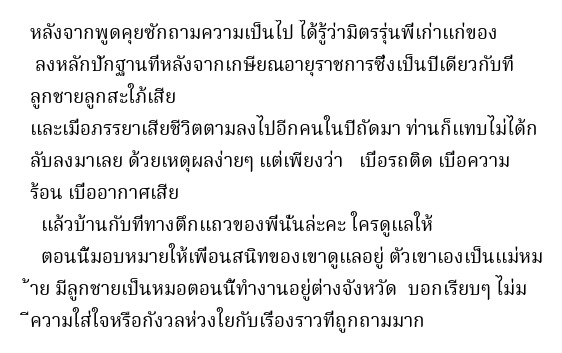 หลังจากพูดคุยซักถามความเป็นไป ได้รู้ว่ามิตรรุ่นพี่เก่าแก่ของ
ลงหลักปักฐานที่หลังจากเกษียณอายุราชการซึ่งเป็นปีเดียวกับที่
ลูกชายลูกสะใภ้เสีย
และเมื่อภรรยาเสียชีวิตตามลงไปอีกคนในปีถัดมา ท่านก็แทบไม่ได้ก
ลับลงมาเลย ด้วยเหตุผลง่ายๆ แต่เพียงว่า   เบื่อรถติด เบื่อความ
ร้อน เบื่ออากาศเสีย
แล้วบ้านกับที่ทางตึกแถวของพี่นั่นล่ะคะ ใครดูแลให้
ตอนนี้มอบหมายให้เพื่อนสนิทของเขาดูแลอยู่ ตัวเขาเองเป็นแม่หม
้าย มีลูกชายเป็นหมอตอนนี้ทำงานอยู่ต่างจังหวัด  บอกเรียบๆ ไม่ม
ีความใส่ใจหรือกังวลห่วงใยกับเรื่องราวที่ถูกถามมาก